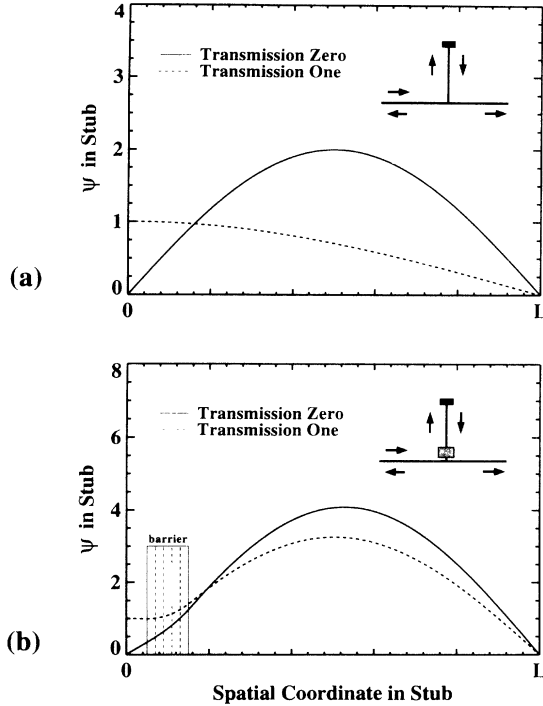 (a)
4
3
2
1
0
ψ in Stub
Transmission Zero
Transmission One
0
L
(b)
8
6
4
2
0
ψ in Stub
Transmission Zero
Transmission One
barrier
0
L
Spatial Coordinate in Stub